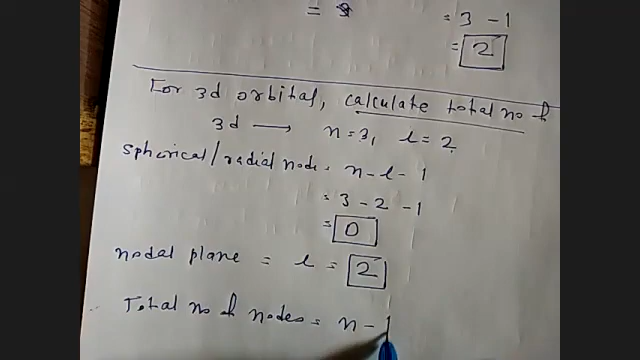 = 3 - 1
= 2
For 3d orbital, calculate total no of
3d → n=3, l=2
Spherical/radial node = n - l - 1
= 3 - 2 - 1
= 0
nodal plane = l = 2
Total no of nodes = n - 1